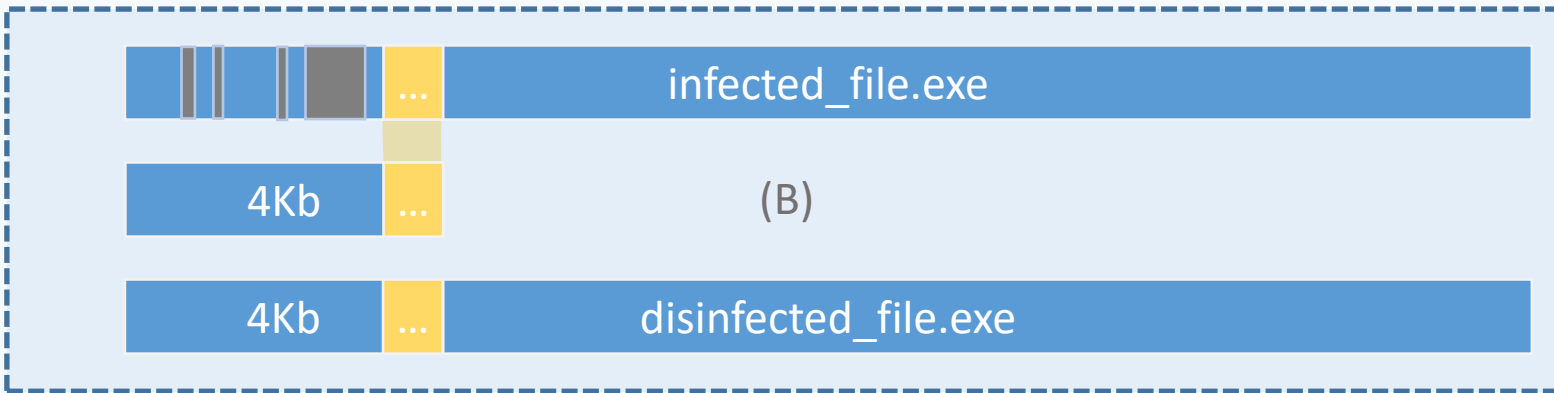 ... infected_file.exe
4Kb ... (B)
4Kb ... disinfected_file.exe